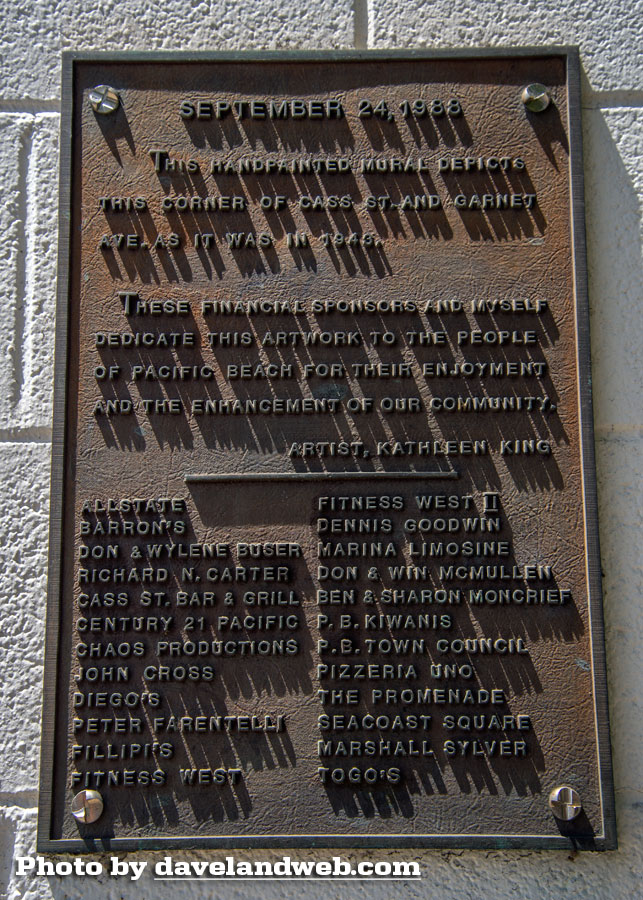 SEPTEMBER 24, 1988
THIS HANDPAINTED MURAL DEPICTS
THIS CORNER OF CASS ST. AND GARNET
AVE. AS IT WAS IN 1948.
THESE FINANCIAL SPONSORS AND MYSELF
DEDICATE THIS ARTWORK TO THE PEOPLE
OF PACIFIC BEACH FOR THEIR ENJOYMENT
AND THE ENHANCEMENT OF OUR COMMUNITY.
ARTIST, KATHLEEN KING
ALLSTATE
BARRON'S
DON & WYLENE BUSER
RICHARD N. CARTER
CASS ST. BAR & GRILL
CENTURY 21 PACIFIC
CHAOS PRODUCTIONS
JOHN CROSS
DIEGO'S
PETER FARENTELLI
FILLIPI'S
FITNESS WEST
FITNESS WEST II
DENNIS GOODWIN
MARINA LIMOSINE
DON & WIN MCMULLEN
BEN & SHARON MONCRIEF
P.B. KIWANIS
P.B. TOWN COUNCIL
PIZZERIA UNO
THE PROMENADE
SEACOAST SQUARE
MARSHALL SYLVER
TOGO'S
Photo by davelandweb.com